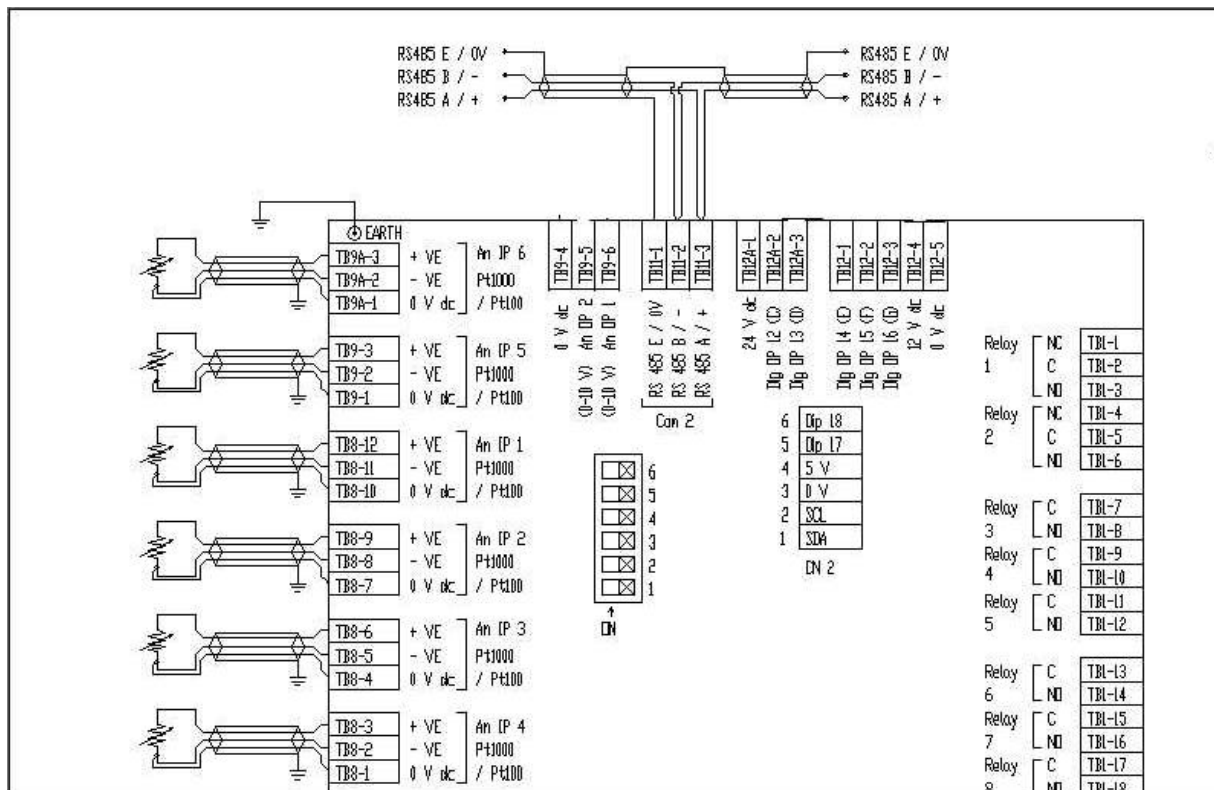 RS485 E / 0V
RS485 B / -
RS485 A / +
RS485 E / 0V
RS485 B / -
RS485 A / +
EARTH
TB9A-3 + VE An IP 6
TB9A-2 - VE Pt1000
TB9A-1 0 V dc / Pt100
TB9-3 + VE An IP 5
TB9-2 - VE Pt1000
TB9-1 0 V dc / Pt100
TB8-12 + VE An IP 1
TB8-11 - VE Pt1000
TB8-10 0 V dc / Pt100
TB8-9 + VE An IP 2
TB8-8 - VE Pt1000
TB8-7 0 V dc / Pt100
TB8-6 + VE An IP 3
TB8-5 - VE Pt1000
TB8-4 0 V dc / Pt100
TB8-3 + VE An IP 4
TB8-2 - VE Pt1000
TB8-1 0 V dc / Pt100
TB9-4 0 V dc
TB9-5 (0-10 V) An OP 2
TB9-6 (0-10 V) An OP 1
TB11-1 RS 485 E / 0V
TB11-2 RS 485 B / -
TB11-3 RS 485 A / +
Com 2
TB12A-1 24 V dc
TB12A-2 Dig OP 12 (C)
TB12A-3 Dig OP 13 (D)
TB12-1 Dig OP 14 (E)
TB12-2 Dig OP 15 (F)
TB12-3 Dig OP 16 (G)
TB12-4 12 V dc
TB12-5 0 V dc
6
5
4
3
2
1
ON
6 Dip 18
5 Dip 17
4 5 V
3 0 V
2 SCL
1 SDA
CN 2
Relay NC TB1-1
1 C TB1-2
NO TB1-3
Relay NC TB1-4
2 C TB1-5
NO TB1-6
Relay C TB1-7
3 NO TB1-8
Relay C TB1-9
4 NO TB1-10
Relay C TB1-11
5 NO TB1-12
Relay C TB1-13
6 NO TB1-14
Relay C TB1-15
7 NO TB1-16
Relay C TB1-17
8 NO TB1-18